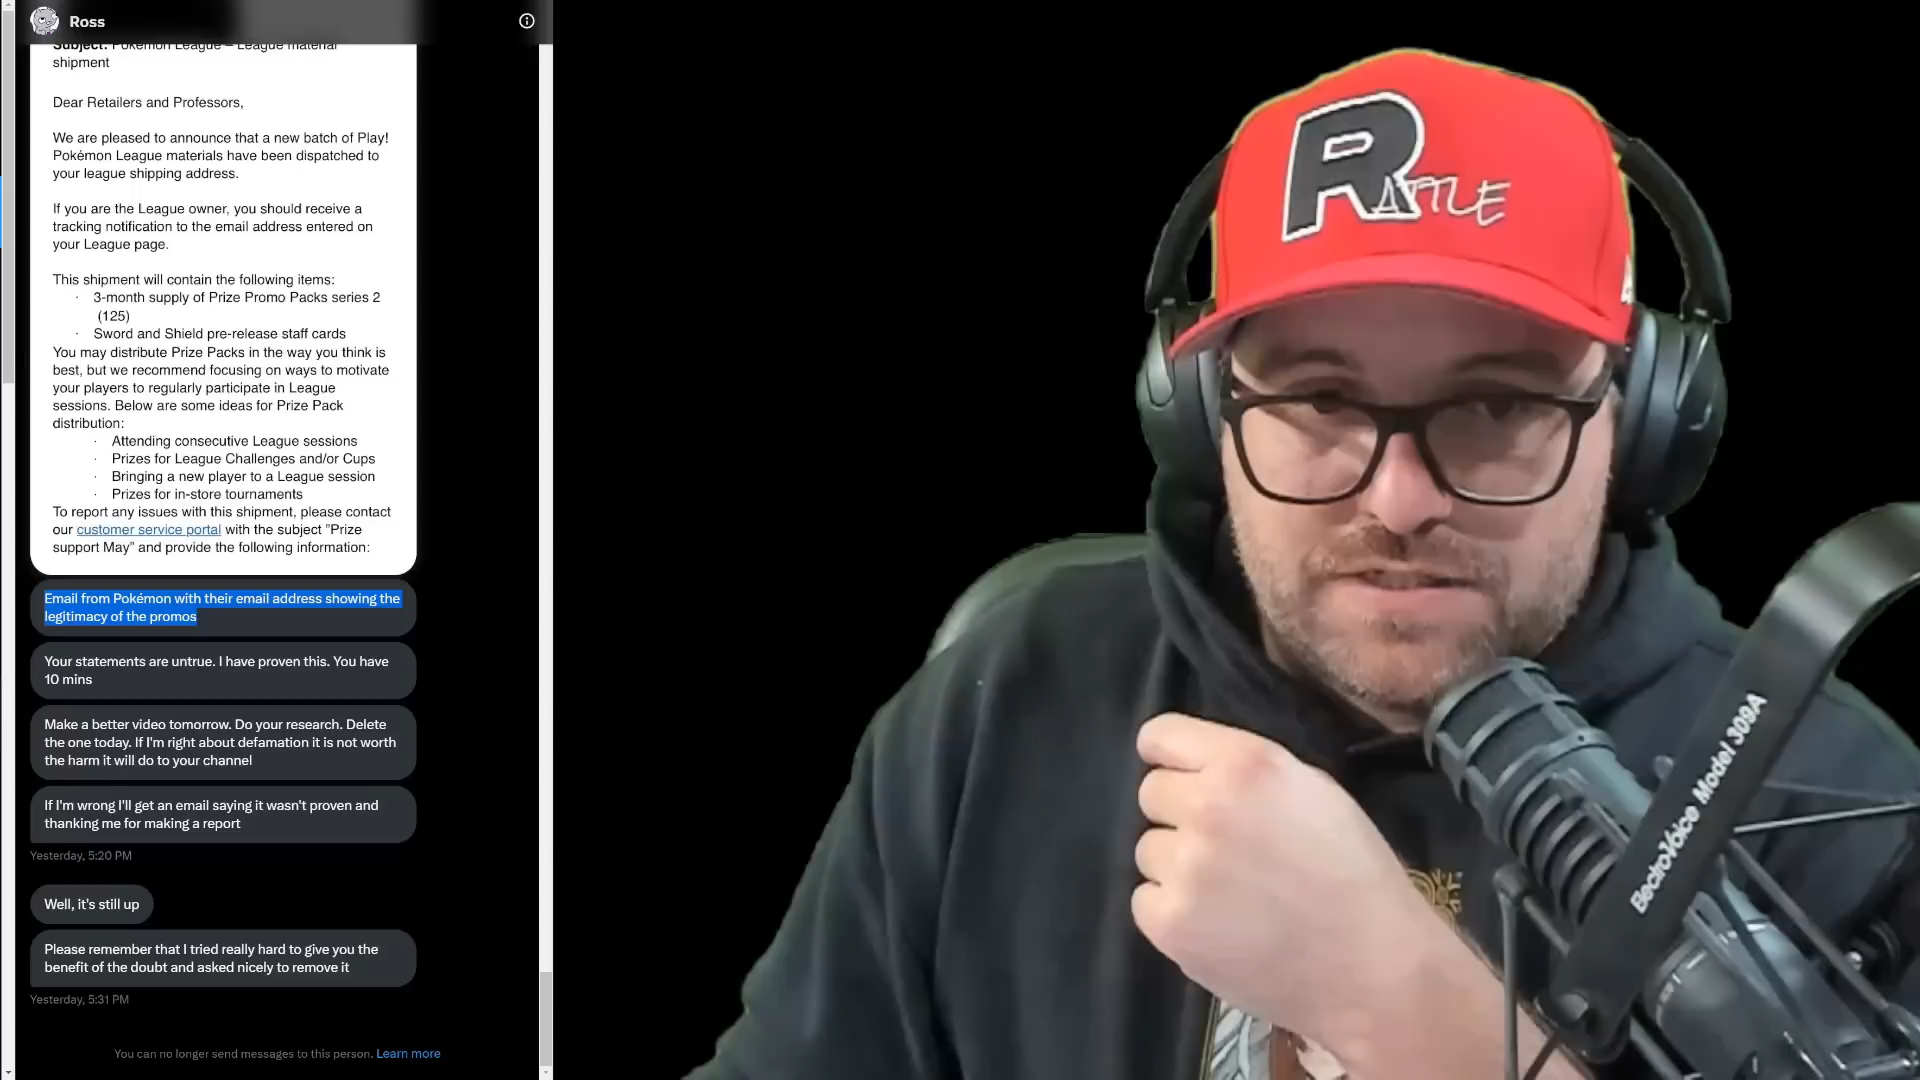 Ross
Subject: Pokémon League – League material
shipment
Dear Retailers and Professors,
We are pleased to announce that a new batch of Play!
Pokémon League materials have been dispatched to
your league shipping address.
If you are the League owner, you should receive a
tracking notification to the email address entered on
your League page.
This shipment will contain the following items:
· 3-month supply of Prize Promo Packs series 2
(125)
· Sword and Shield pre-release staff cards
You may distribute Prize Packs in the way you think is
best, but we recommend focusing on ways to motivate
your players to regularly participate in League
sessions. Below are some ideas for Prize Pack
distribution:
· Attending consecutive League sessions
· Prizes for League Challenges and/or Cups
· Bringing a new player to a League session
· Prizes for in-store tournaments
To report any issues with this shipment, please contact
our customer service portal with the subject ”Prize
support May” and provide the following information:
Email from Pokémon with their email address showing the
legitimacy of the promos
Your statements are untrue. I have proven this. You have
10 mins
Make a better video tomorrow. Do your research. Delete
the one today. If I'm right about defamation it is not worth
the harm it will do to your channel
If I'm wrong I'll get an email saying it wasn't proven and
thanking me for making a report
Yesterday, 5:20 PM
Well, it's still up
Please remember that I tried really hard to give you the
benefit of the doubt and asked nicely to remove it
Yesterday, 5:31 PM
You can no longer send messages to this person. Learn more
RATTLE
ElectroVoice Model 309A